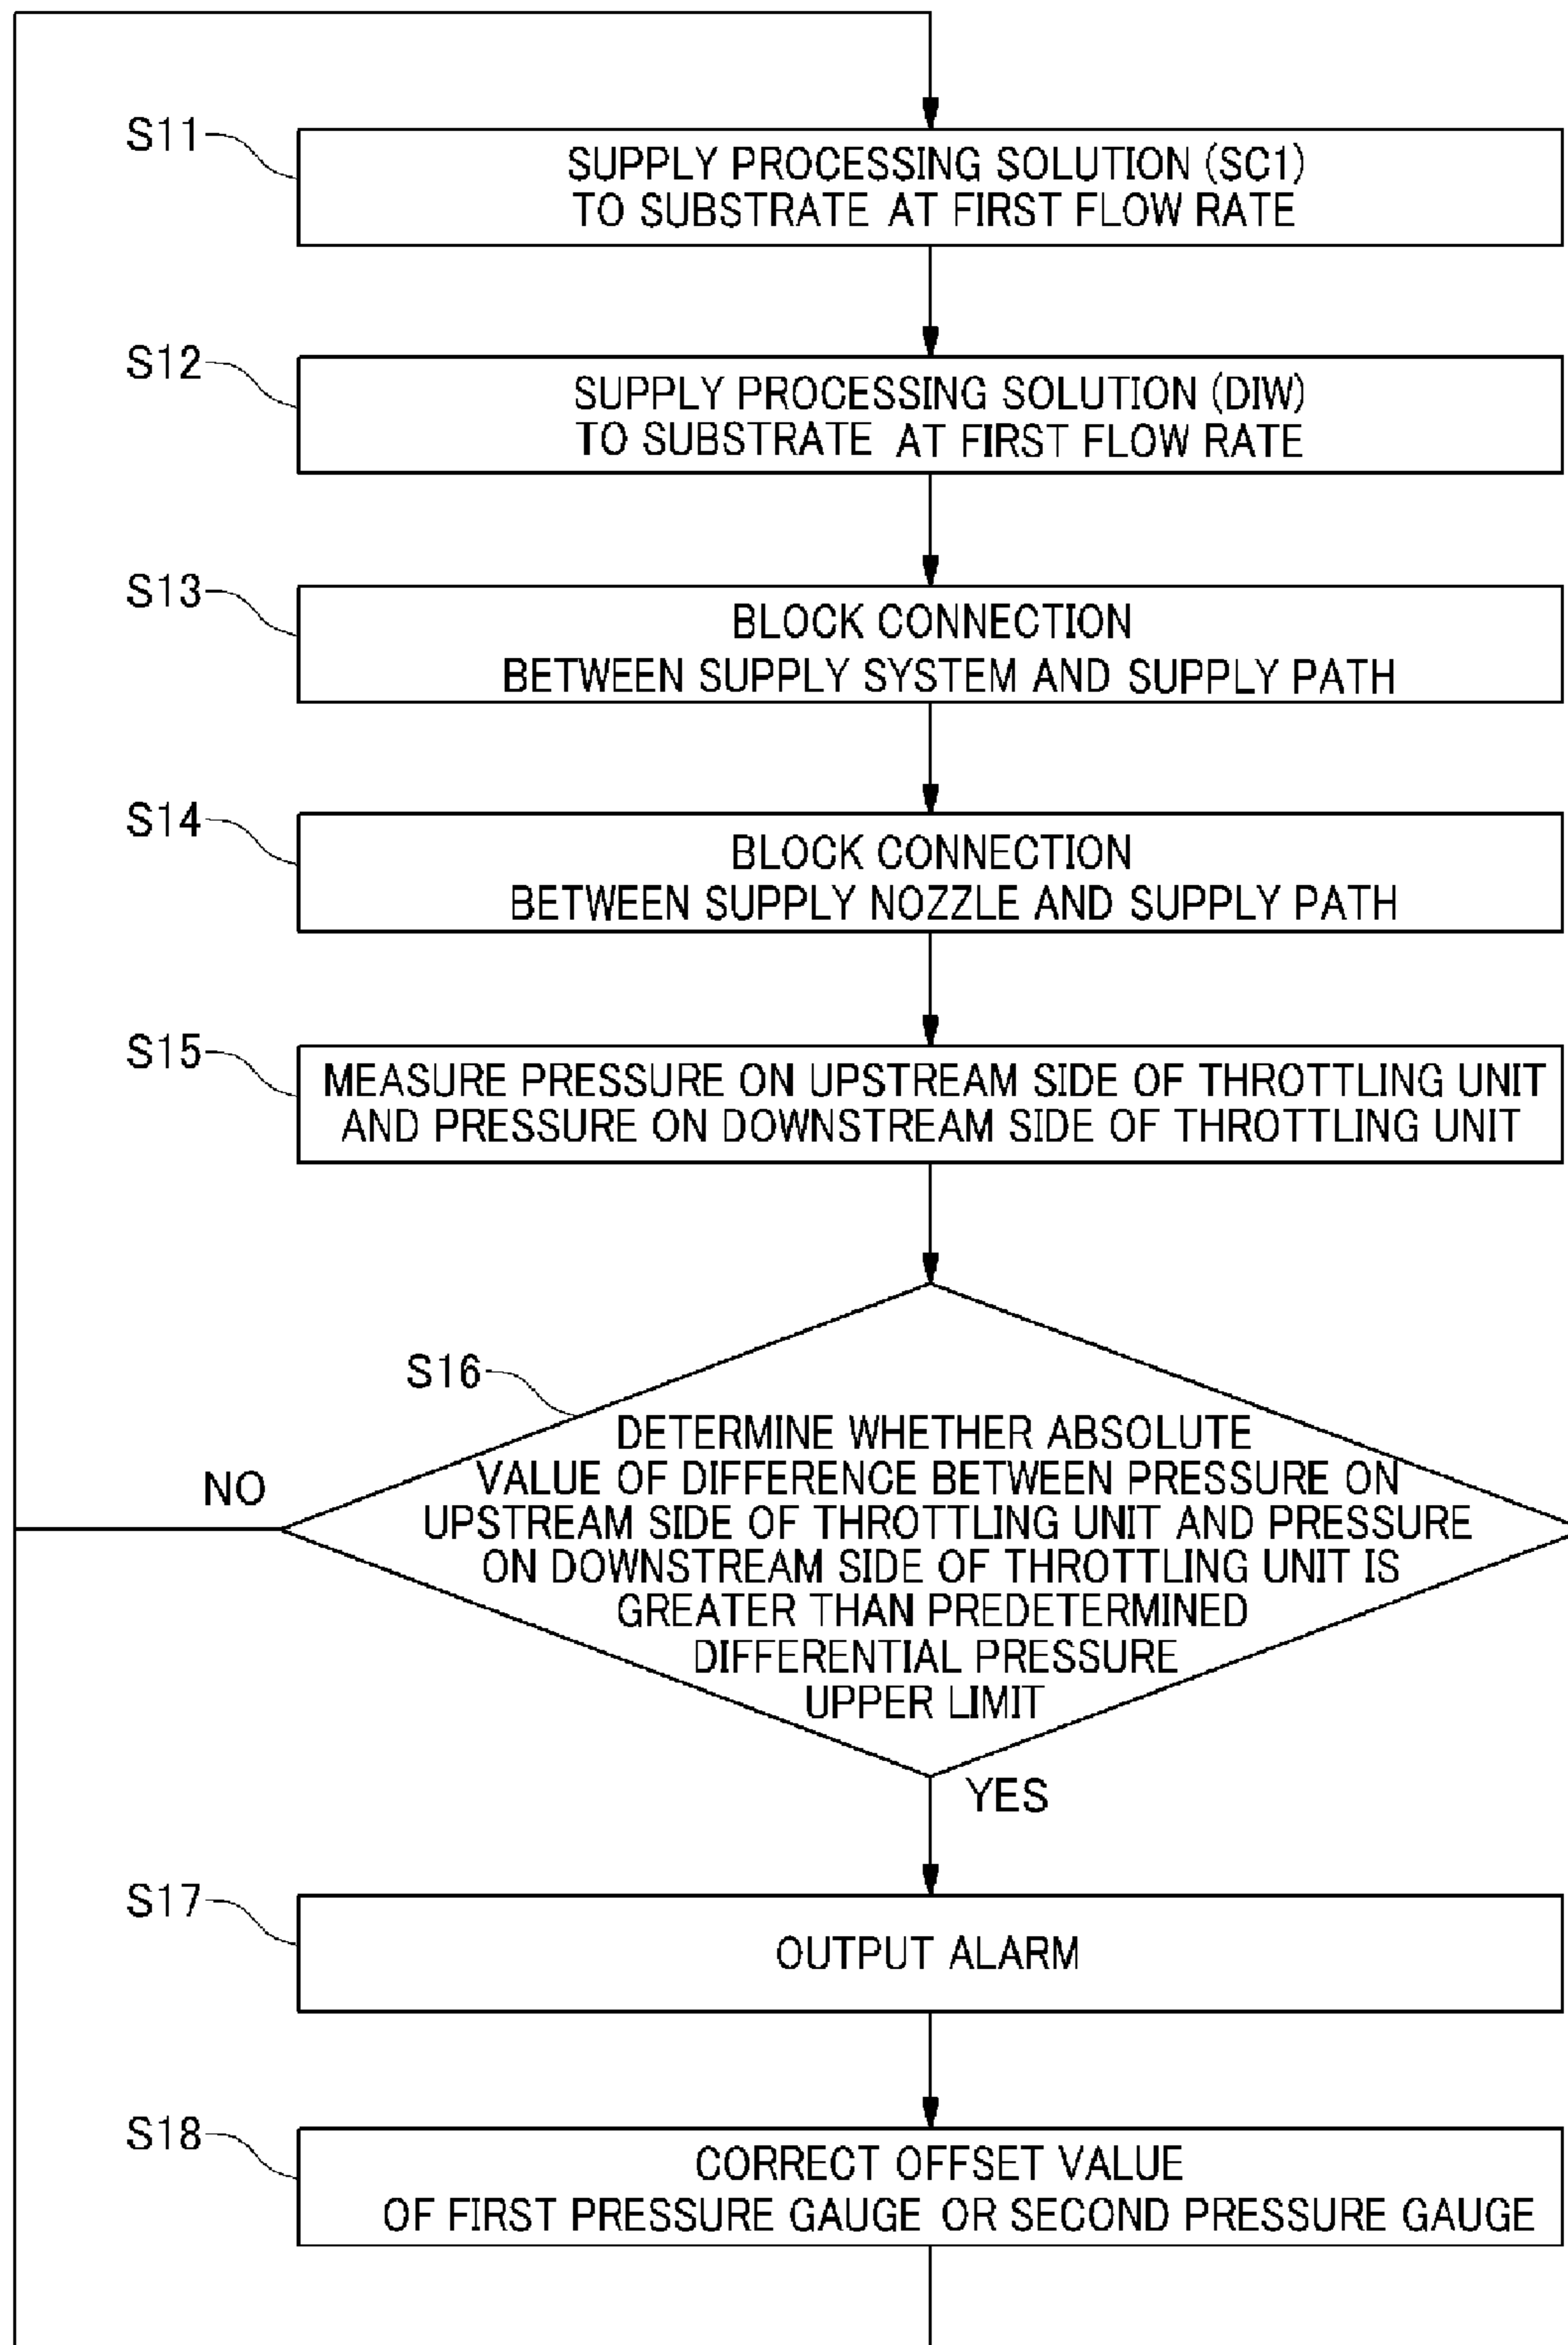 S11
SUPPLY PROCESSING SOLUTION (SC1)
TO SUBSTRATE AT FIRST FLOW RATE
S12
SUPPLY PROCESSING SOLUTION (DIW)
TO SUBSTRATE AT FIRST FLOW RATE
S13
BLOCK CONNECTION
BETWEEN SUPPLY SYSTEM AND SUPPLY PATH
S14
BLOCK CONNECTION
BETWEEN SUPPLY NOZZLE AND SUPPLY PATH
S15
MEASURE PRESSURE ON UPSTREAM SIDE OF THROTTLING UNIT
AND PRESSURE ON DOWNSTREAM SIDE OF THROTTLING UNIT
S16
DETERMINE WHETHER ABSOLUTE
VALUE OF DIFFERENCE BETWEEN PRESSURE ON
UPSTREAM SIDE OF THROTTLING UNIT AND PRESSURE
ON DOWNSTREAM SIDE OF THROTTLING UNIT IS
GREATER THAN PREDETERMINED
DIFFERENTIAL PRESSURE
UPPER LIMIT
NO
YES
S17
OUTPUT ALARM
S18
CORRECT OFFSET VALUE
OF FIRST PRESSURE GAUGE OR SECOND PRESSURE GAUGE